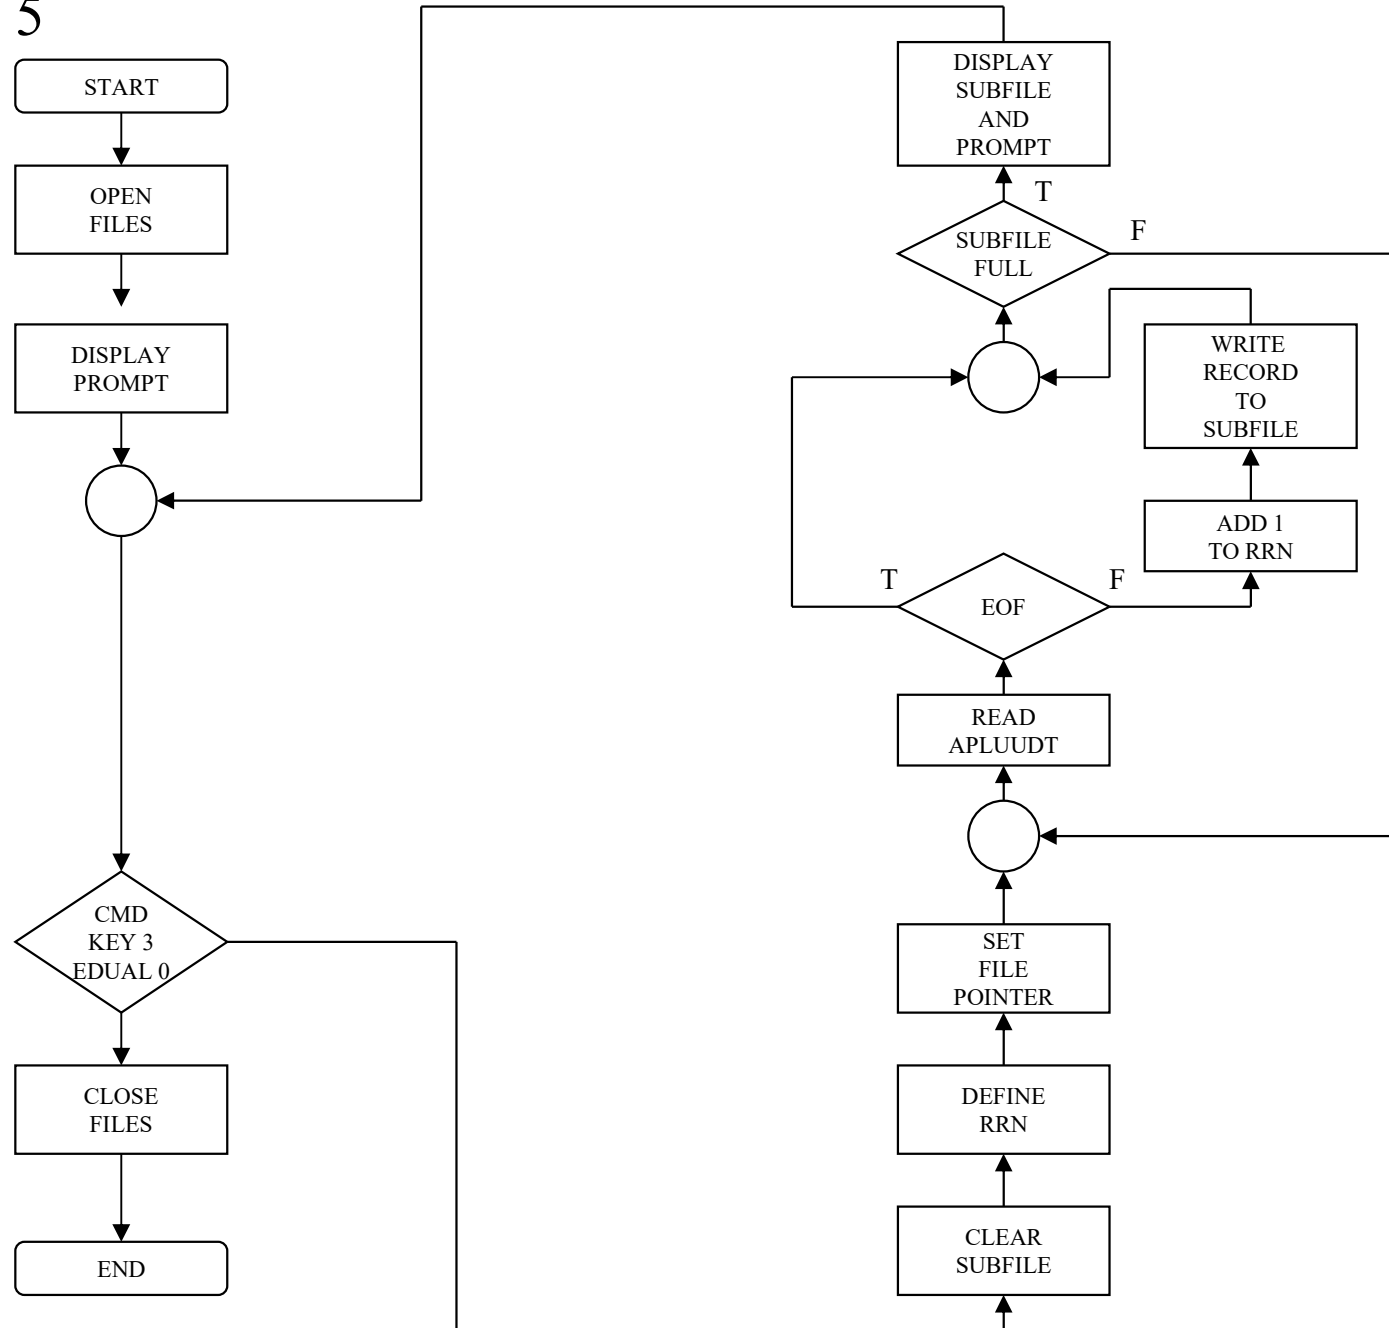 5
START
OPEN
FILES
DISPLAY
PROMPT
CMD
KEY 3
EDUAL 0
CLOSE
FILES
END
DISPLAY
SUBFILE
AND
PROMPT
T
SUBFILE
FULL
F
WRITE
RECORD
TO
SUBFILE
ADD 1
TO RRN
T
EOF
F
READ
APLUUDT
SET
FILE
POINTER
DEFINE
RRN
CLEAR
SUBFILE